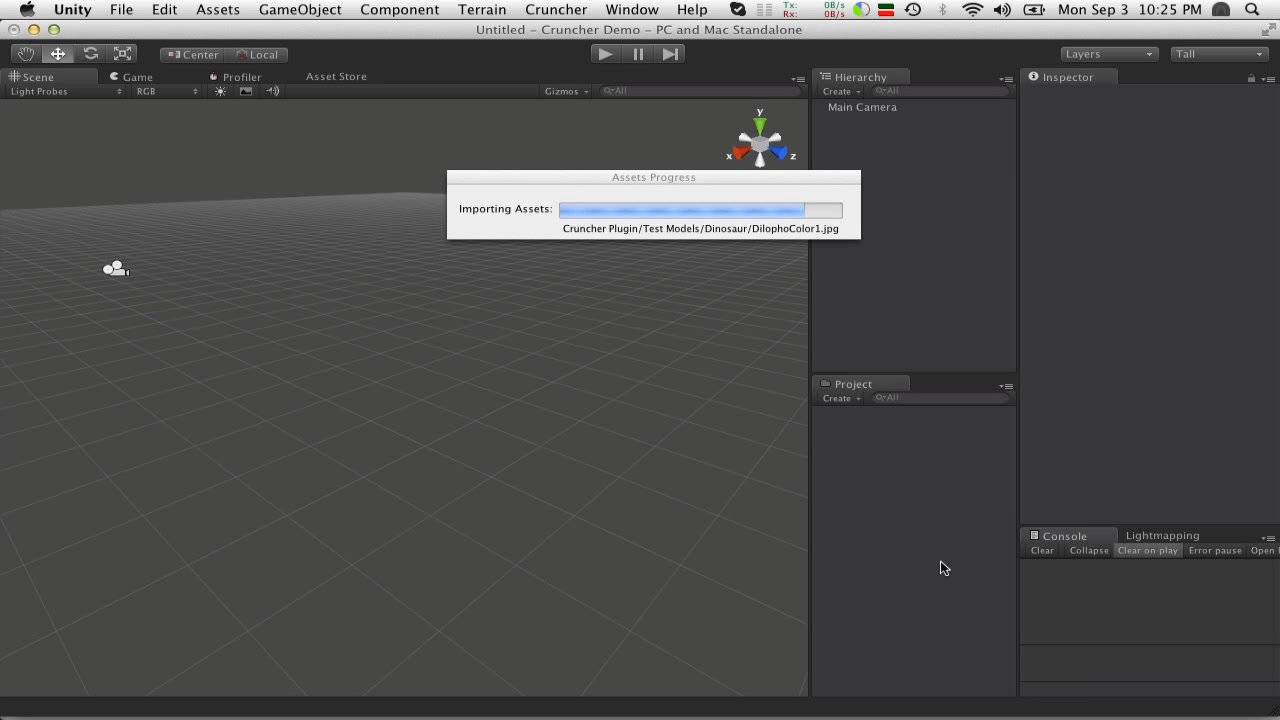 Unity File Edit Assets GameObject Component Terrain Cruncher Window Help Tx: 0B/s Rx: 0B/s Mon Sep 3 10:25 PM
Untitled – Cruncher Demo – PC and Mac Standalone
Center Local Layers Tall
Scene Game Profiler Asset Store Hierarchy Inspector
Light Probes RGB Gizmos All Create All
Main Camera
y
x z
Assets Progress
Importing Assets:
Cruncher Plugin/Test Models/Dinosaur/DilophoColor1.jpg
Project
Create All
Console Lightmapping
Clear Collapse Clear on play Error pause Open